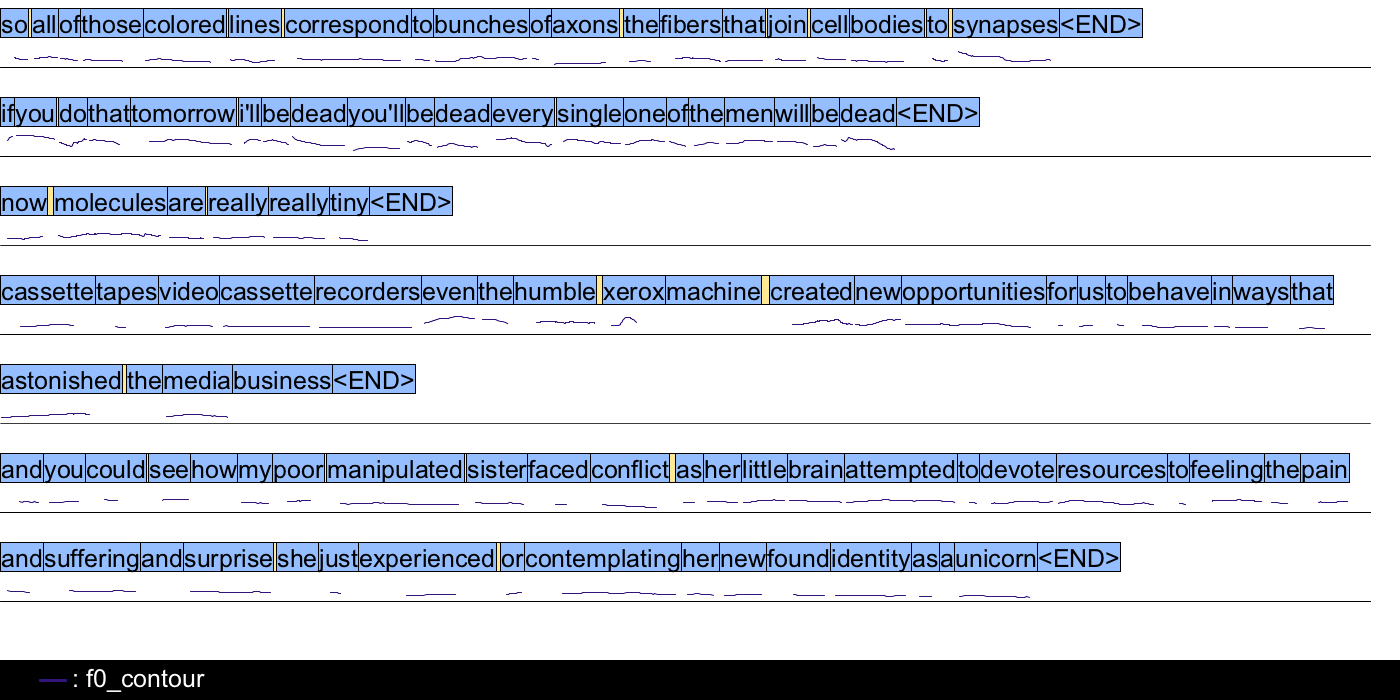 so all of those colored lines correspond to bunches of axons the fibers that join cell bodies to synapses <END>
if you do that tomorrow i'll be dead you'll be dead every single one of the men will be dead <END>
now molecules are really really tiny <END>
cassette tapes video cassette recorders even the humble xerox machine created new opportunities for us to behave in ways that
astonished the media business <END>
and you could see how my poor manipulated sister faced conflict as her little brain attempted to devote resources to feeling the pain
and suffering and surprise she just experienced or contemplating her new found identity as a unicorn <END>
: f0_contour